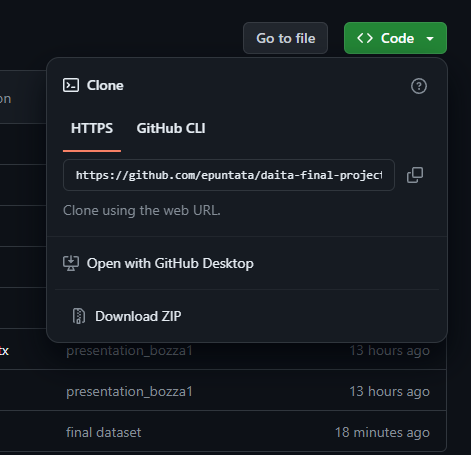 Go to file
Code
on
Clone
HTTPS GitHub CLI
https://github.com/epuntata/daita-final-project
Clone using the web URL.
Open with GitHub Desktop
Download ZIP
tx presentation_bozza1 13 hours ago
presentation_bozza1 13 hours ago
final dataset 18 minutes ago